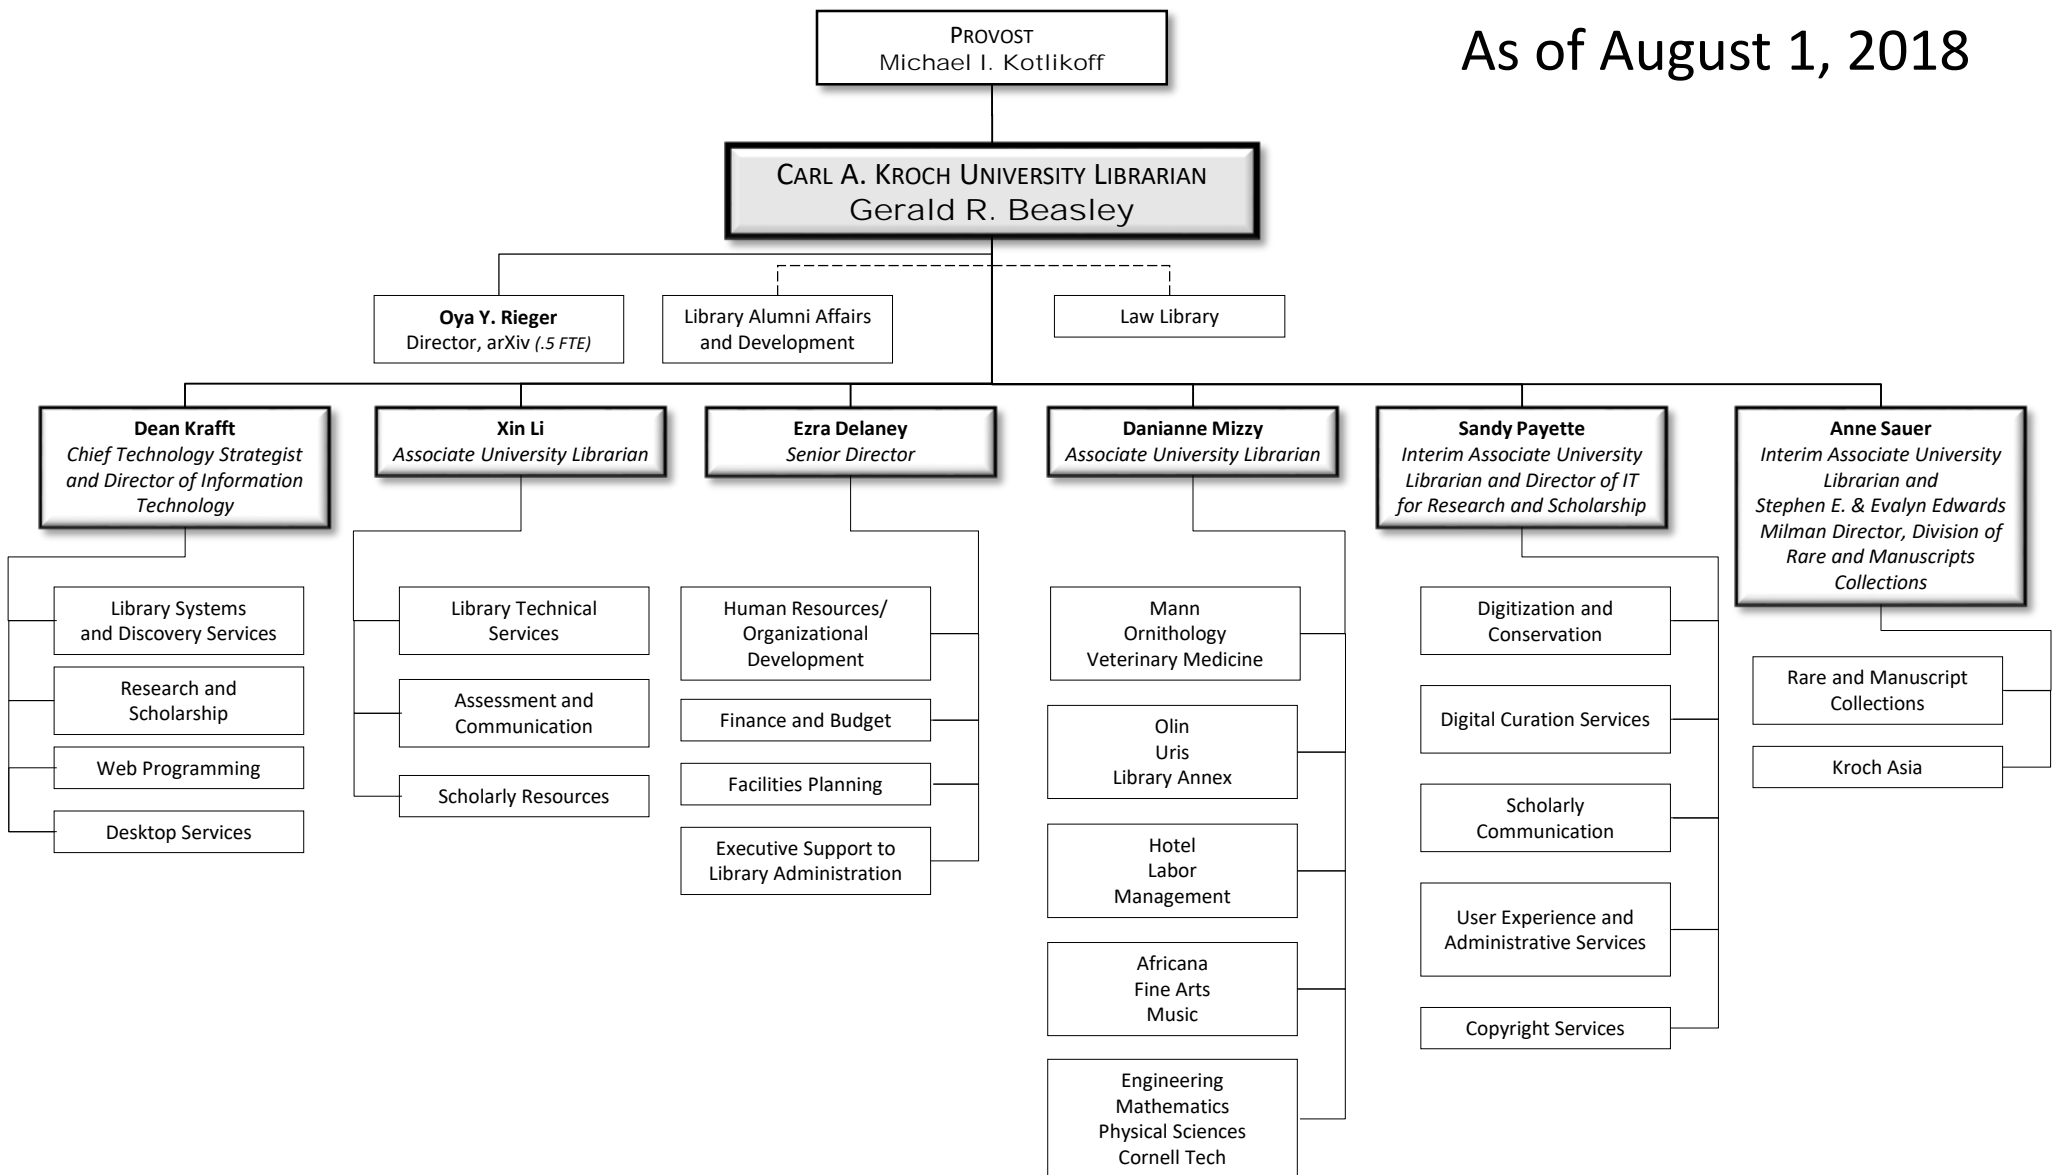 As of August 1, 2018
PROVOST
Michael I. Kotlikoff
CARL A. KROCH UNIVERSITY LIBRARIAN
Gerald R. Beasley
Oya Y. Rieger
Director, arXiv (.5 FTE)
Library Alumni Affairs
and Development
Law Library
Dean Krafft
Chief Technology Strategist
and Director of Information
Technology
Library Systems
and Discovery Services
Research and
Scholarship
Web Programming
Desktop Services
Xin Li
Associate University Librarian
Library Technical
Services
Assessment and
Communication
Scholarly Resources
Ezra Delaney
Senior Director
Human Resources/
Organizational
Development
Finance and Budget
Facilities Planning
Executive Support to
Library Administration
Danianne Mizzy
Associate University Librarian
Mann
Ornithology
Veterinary Medicine
Olin
Uris
Library Annex
Hotel
Labor
Management
Africana
Fine Arts
Music
Engineering
Mathematics
Physical Sciences
Cornell Tech
Sandy Payette
Interim Associate University
Librarian and Director of IT
for Research and Scholarship
Digitization and
Conservation
Digital Curation Services
Scholarly
Communication
User Experience and
Administrative Services
Copyright Services
Anne Sauer
Interim Associate University
Librarian and
Stephen E. & Evalyn Edwards
Milman Director, Division of
Rare and Manuscripts
Collections
Rare and Manuscript
Collections
Kroch Asia